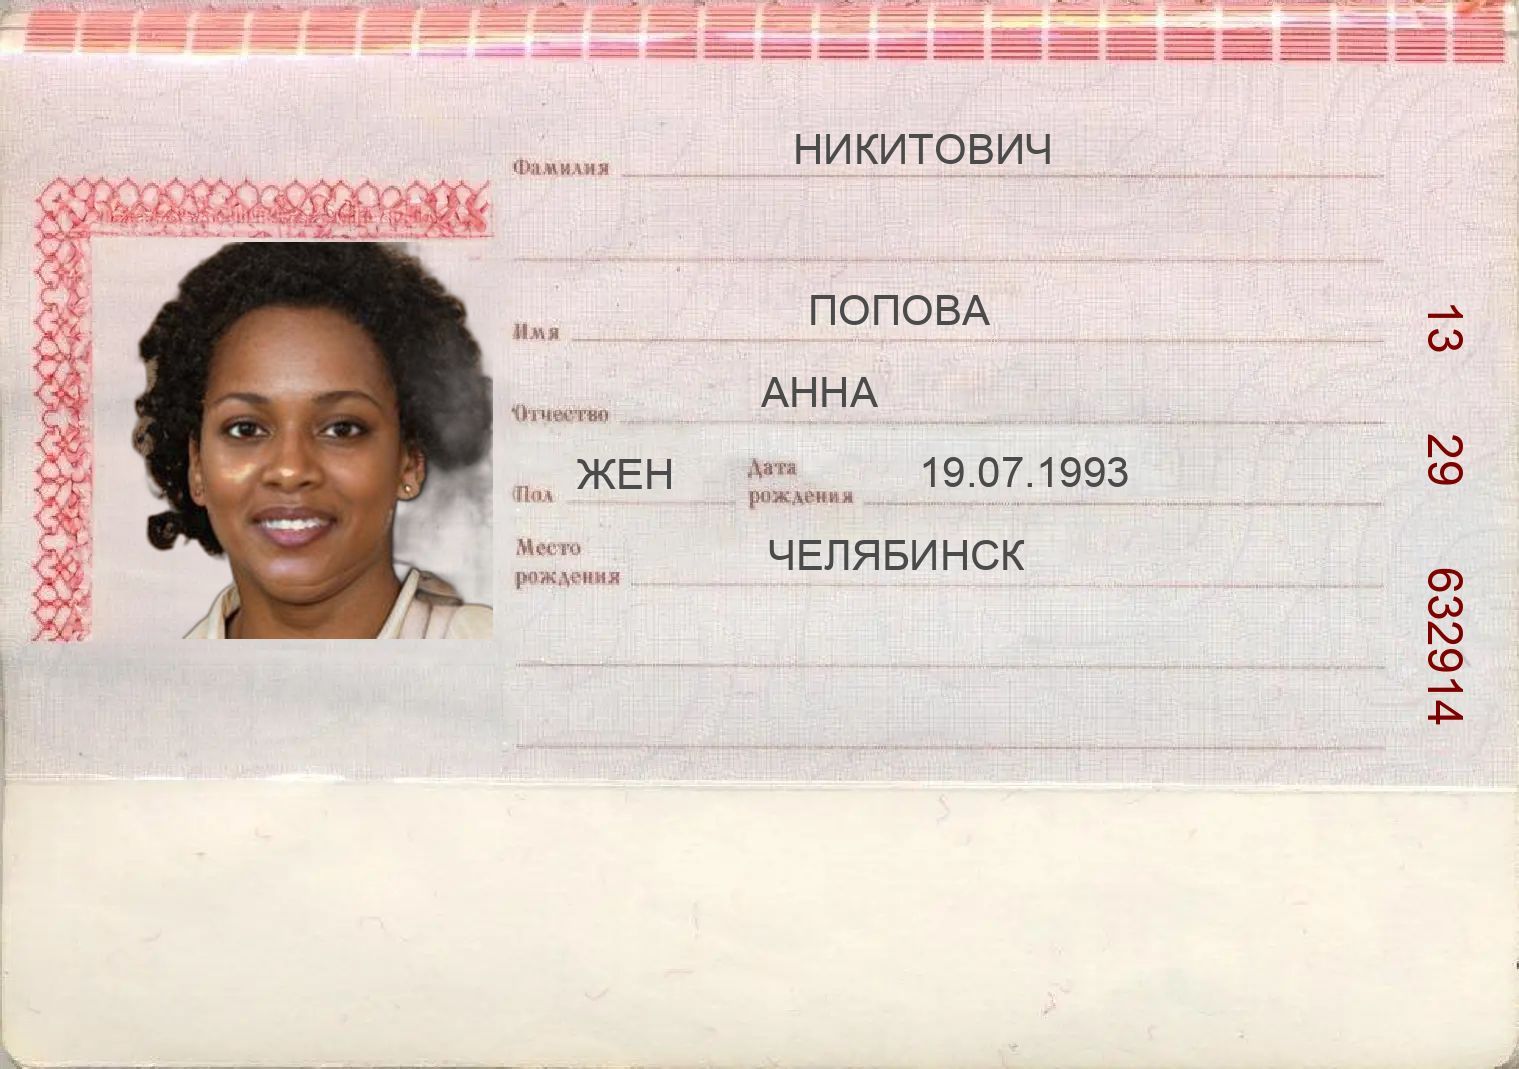 Фамилия НИКИТОВИЧ
Имя ПОПОВА
Отчество АННА
Пол ЖЕН Дата рождения 19.07.1993
Место рождения ЧЕЛЯБИНСК
13 29 632914